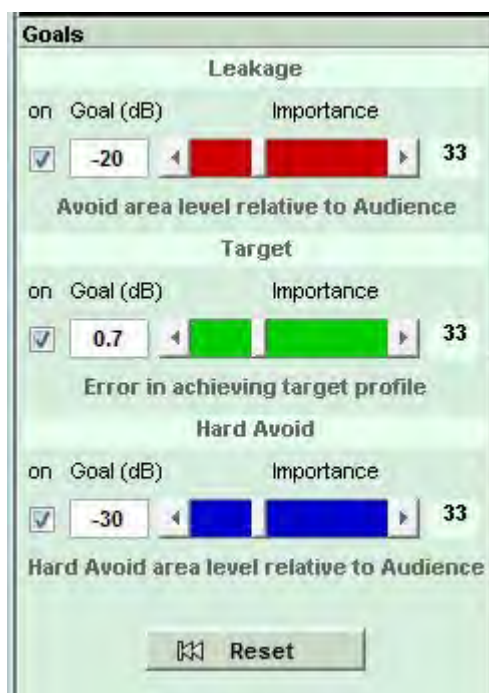 Goals
Leakage
on Goal (dB) Importance
-20 33
Avoid area level relative to Audience
Target
on Goal (dB) Importance
0.7 33
Error in achieving target profile
Hard Avoid
on Goal (dB) Importance
-30 33
Hard Avoid area level relative to Audience
Reset